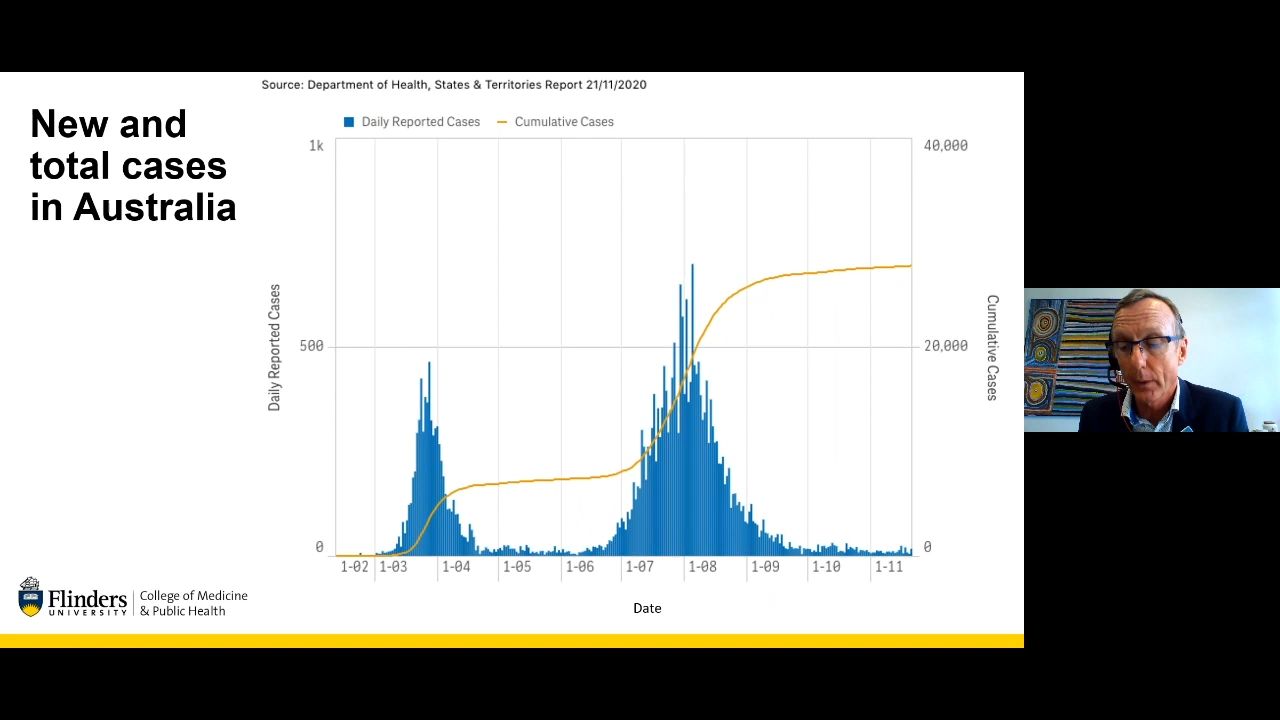 Source: Department of Health, States & Territories Report 21/11/2020
New and
total cases
in Australia
Daily Reported Cases
Cumulative Cases
1k
40,000
500
20,000
0
0
Daily Reported Cases
Cumulative Cases
1-02
1-03
1-04
1-05
1-06
1-07
1-08
1-09
1-10
1-11
Date
Flinders
UNIVERSITY
College of Medicine
& Public Health